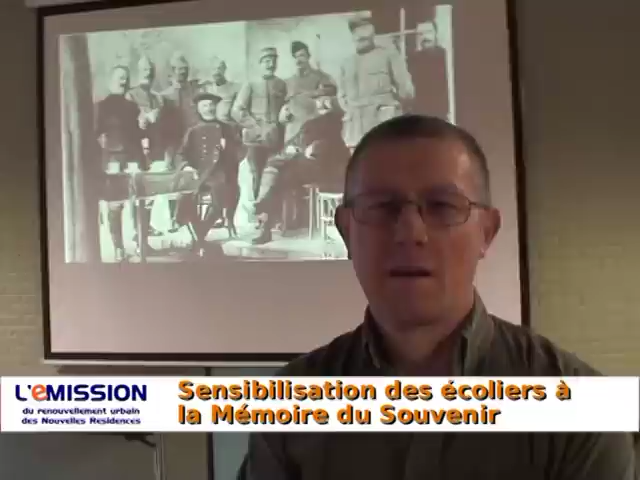 L'eMISSION
du renouvellement urbain
des Nouvelles Résidences
Sensibilisation des écoliers à
la Mémoire du Souvenir